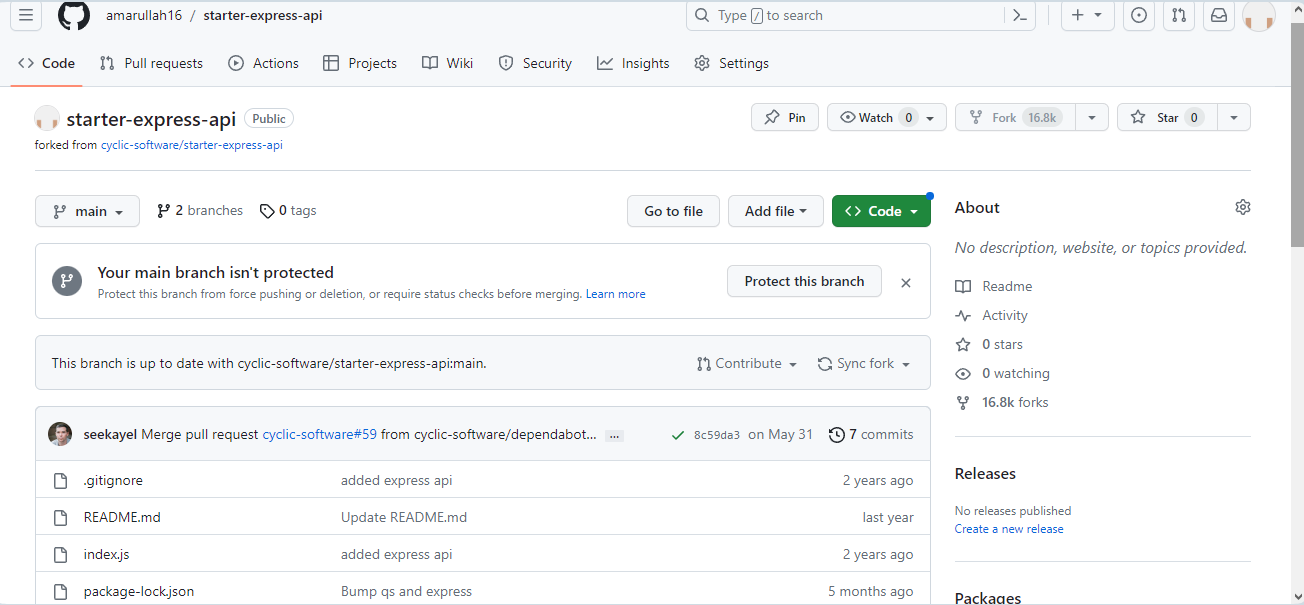 amarullah16 / starter-express-api
Type / to search
Code
Pull requests
Actions
Projects
Wiki
Security
Insights
Settings
starter-express-api Public
forked from cyclic-software/starter-express-api
Pin
Watch 0
Fork 16.8k
Star 0
main
2 branches
0 tags
Go to file
Add file
Code
Your main branch isn't protected
Protect this branch from force pushing or deletion, or require status checks before merging. Learn more
Protect this branch
This branch is up to date with cyclic-software/starter-express-api:main.
Contribute
Sync fork
seekayel Merge pull request cyclic-software#59 from cyclic-software/dependabot... ...
8c59da3 on May 31
7 commits
.gitignore added express api 2 years ago
README.md Update README.md last year
index.js added express api 2 years ago
package-lock.json Bump qs and express 5 months ago
About
No description, website, or topics provided.
Readme
Activity
0 stars
0 watching
16.8k forks
Releases
No releases published
Create a new release
Packages